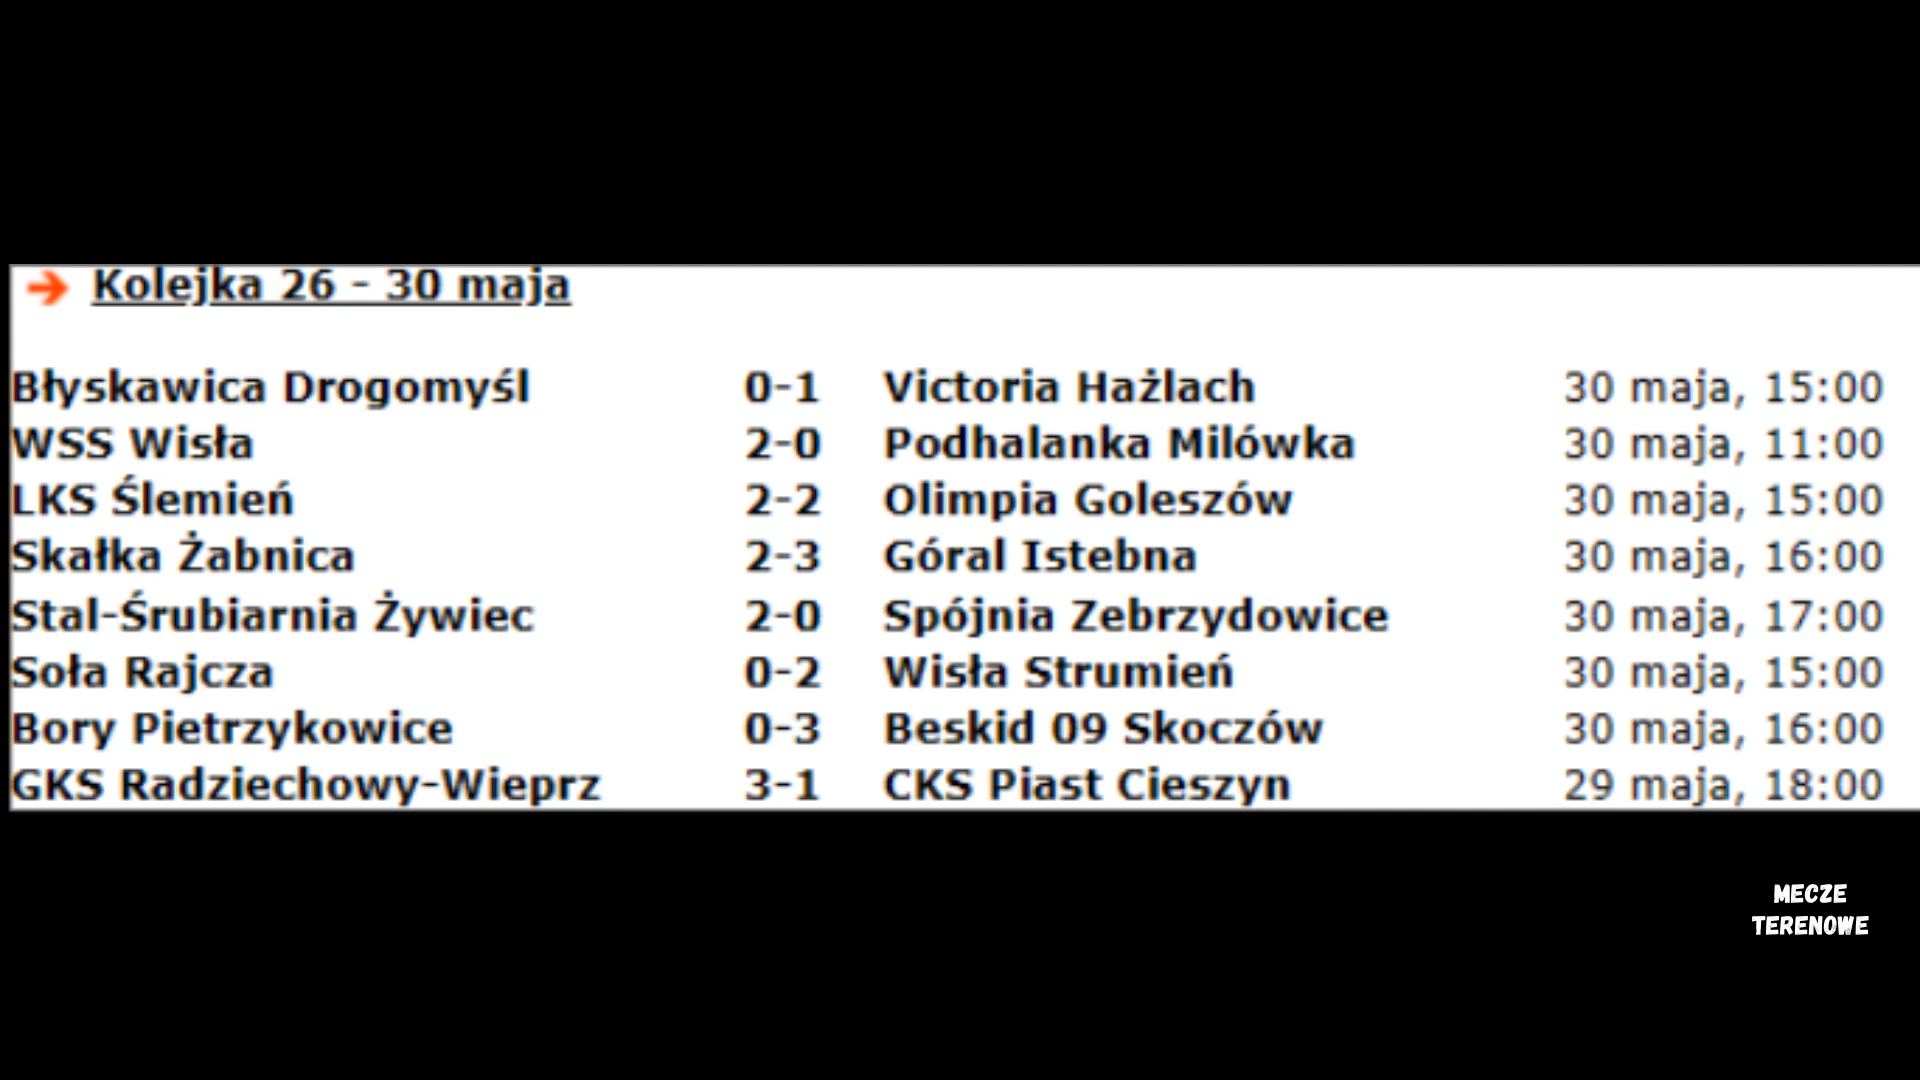 Kolejka 26 - 30 maja
Błyskawica Drogomyśl 0-1 Victoria Hażlach 30 maja, 15:00
WSS Wisła 2-0 Podhalanka Milówka 30 maja, 11:00
LKS Ślemień 2-2 Olimpia Goleszów 30 maja, 15:00
Skałka Żabnica 2-3 Góral Istebna 30 maja, 16:00
Stal-Śrubiarnia Żywiec 2-0 Spójnia Zebrzydowice 30 maja, 17:00
Soła Rajcza 0-2 Wisła Strumień 30 maja, 15:00
Bory Pietrzykowice 0-3 Beskid 09 Skoczów 30 maja, 16:00
GKS Radziechowy-Wieprz 3-1 CKS Piast Cieszyn 29 maja, 18:00
MECZE
TERENOWE